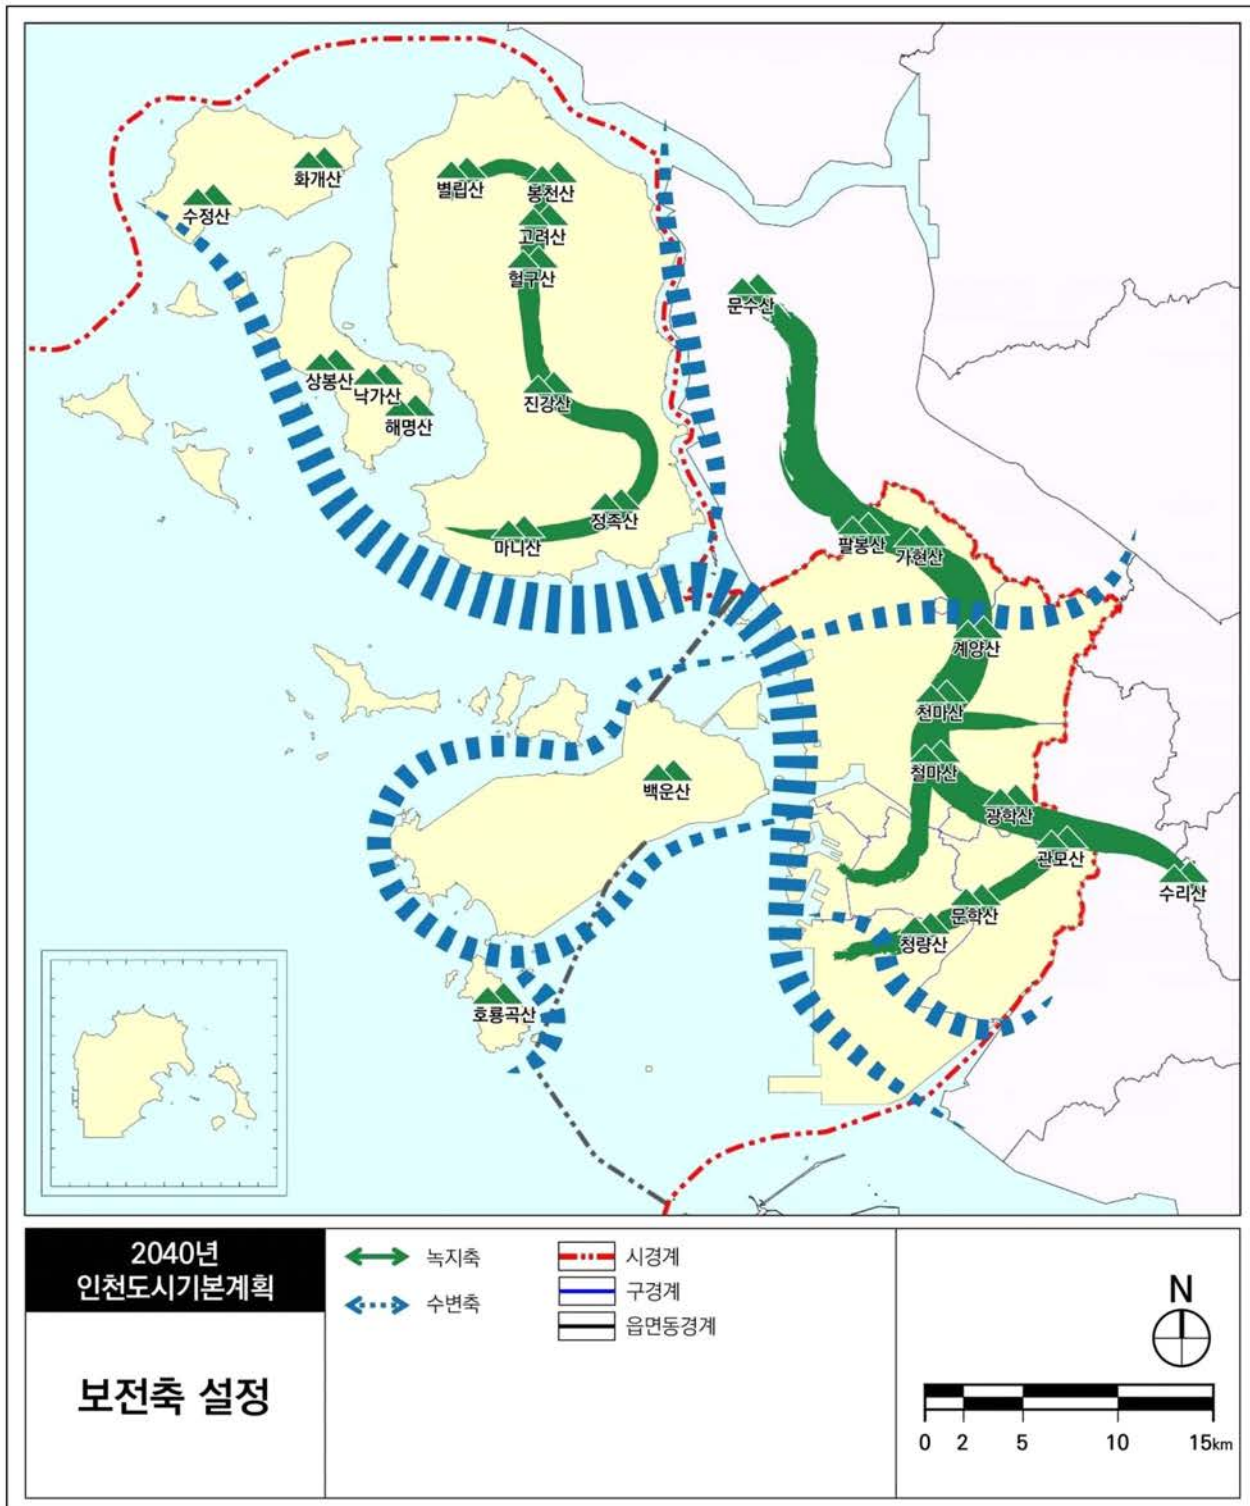 화개산
수정산
별립산
봉천산
고려산
혈구산
문수산
상봉산
낙가산
해명산
진강산
정족산
마니산
팔봉산
가현산
계양산
천마산
철마산
백운산
광학산
관모산
수리산
문학산
청량산
호룡곡산
2040년
인천도시기본계획
보전축 설정
녹지축
수변축
시경계
구경계
읍면동경계
N
0 2 5 10 15km